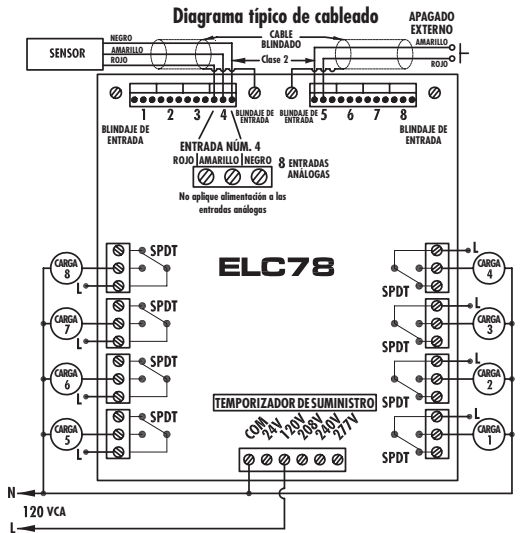 Diagrama típico de cableado
SENSOR
NEGRO
AMARILLO
ROJO
CABLE
BLINDADO
Clase 2
APAGADO
EXTERNO
AMARILLO
ROJO
1 2 3 4
5 6 7 8
BLINDAJE DE
ENTRADA
BLINDAJE DE
ENTRADA
BLINDAJE DE
ENTRADA
BLINDAJE DE
ENTRADA
ENTRADA NÚM. 4
ROJO AMARILLO NEGRO
8 ENTRADAS
ANÁLOGAS
No aplique alimentación a las
entradas análogas
ELC78
CARGA
8
L
SPDT
CARGA
7
L
SPDT
CARGA
6
L
SPDT
CARGA
5
L
SPDT
L
CARGA
4
SPDT
L
CARGA
3
SPDT
L
CARGA
2
SPDT
L
CARGA
1
SPDT
TEMPORIZADOR DE SUMINISTRO
COM 24V 120V 208V 240V 277V
N
120 VCA
L